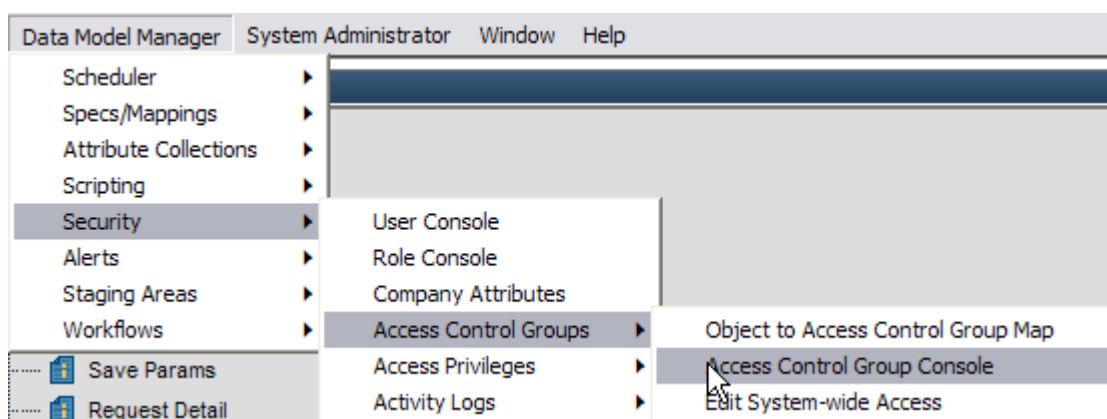 Data Model Manager System Administrator Window Help
Scheduler
Specs/Mappings
Attribute Collections
Scripting
Security User Console
Alerts Role Console
Staging Areas Company Attributes
Workflows Access Control Groups Object to Access Control Group Map
Save Params Access Privileges Access Control Group Console
Request Detail Activity Logs Edit System-wide Access